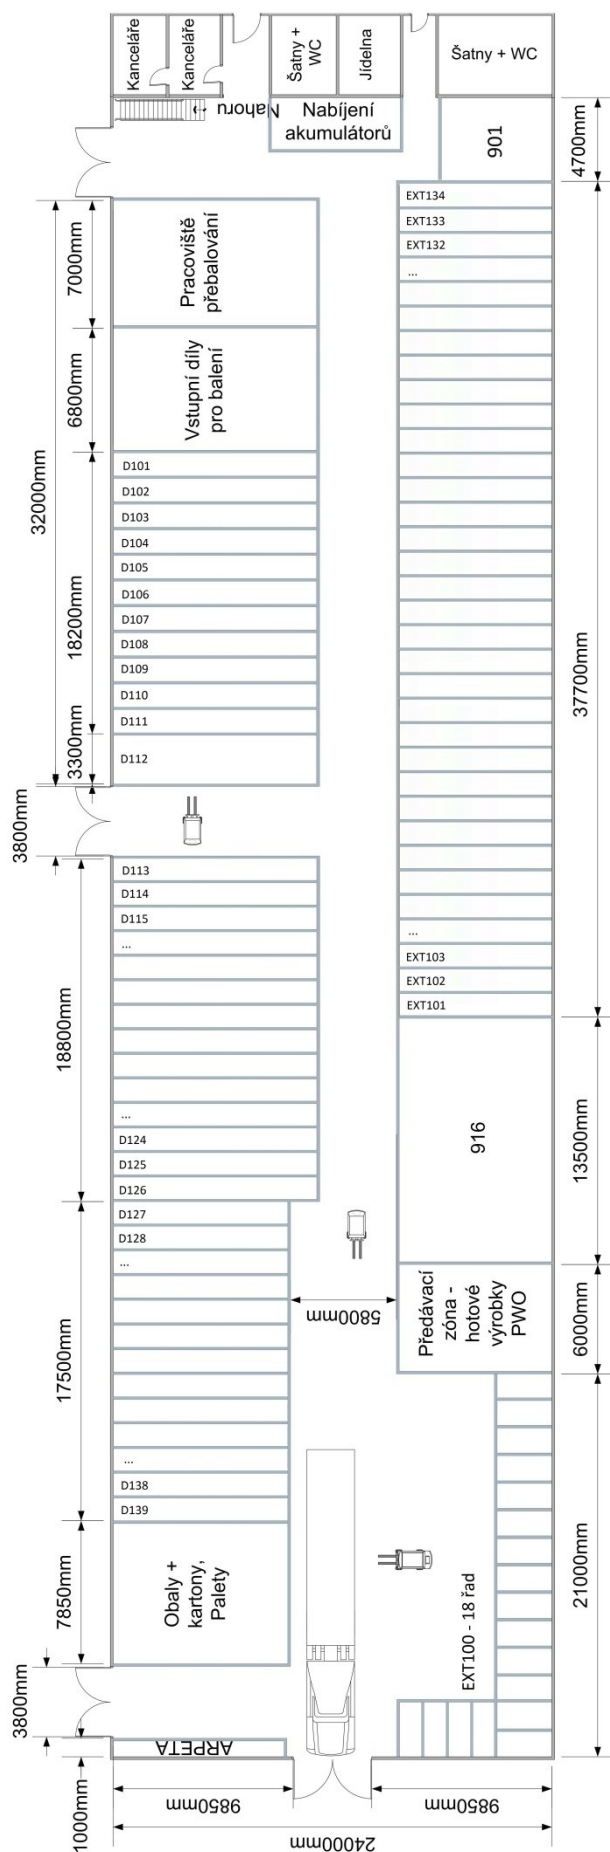 Kanceláře
Kanceláře
Šatny +
WC
Jídelna
Šatny + WC
Nahoru
Nabíjení
akumulátorů
901
4700mm
7000mm
Pracoviště
přebalování
6800mm
Vstupní díly
pro balení
32000mm
18200mm
3300mm
3800mm
D101
D102
D103
D104
D105
D106
D107
D108
D109
D110
D111
D112
EXT134
EXT133
EXT132
...
37700mm
...
EXT103
EXT102
EXT101
D113
D114
D115
...
18800mm
...
D124
D125
D126
916
13500mm
D127
D128
...
17500mm
5800mm
Předávací
zóna -
hotové
výrobky
PWO
6000mm
...
D138
D139
7850mm
Obaly +
kartony,
Palety
21000mm
EXT100 - 18 řad
3800mm
ARPETA
1000mm
9850mm
9850mm
24000mm